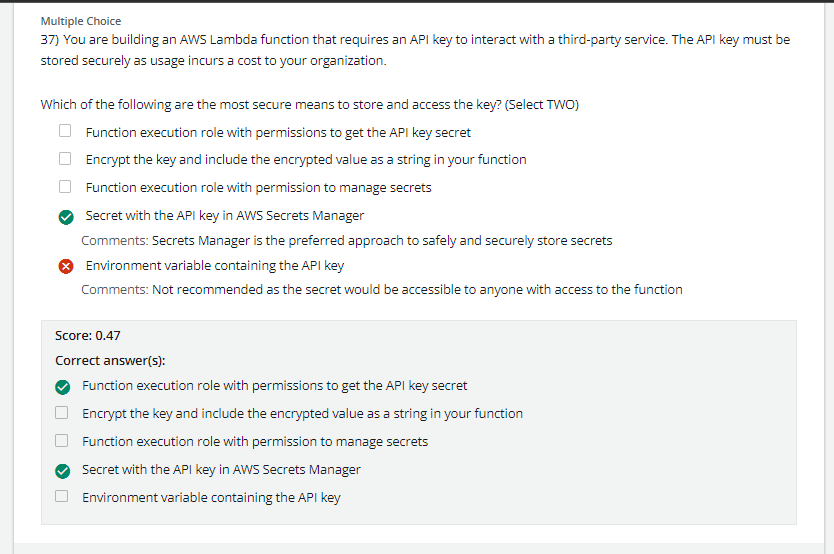 Multiple Choice
37) You are building an AWS Lambda function that requires an API key to interact with a third-party service. The API key must be
stored securely as usage incurs a cost to your organization.
Which of the following are the most secure means to store and access the key? (Select TWO)
Function execution role with permissions to get the API key secret
Encrypt the key and include the encrypted value as a string in your function
Function execution role with permission to manage secrets
Secret with the API key in AWS Secrets Manager
Comments: Secrets Manager is the preferred approach to safely and securely store secrets
Environment variable containing the API key
Comments: Not recommended as the secret would be accessible to anyone with access to the function
Score: 0.47
Correct answer(s):
Function execution role with permissions to get the API key secret
Encrypt the key and include the encrypted value as a string in your function
Function execution role with permission to manage secrets
Secret with the API key in AWS Secrets Manager
Environment variable containing the API key